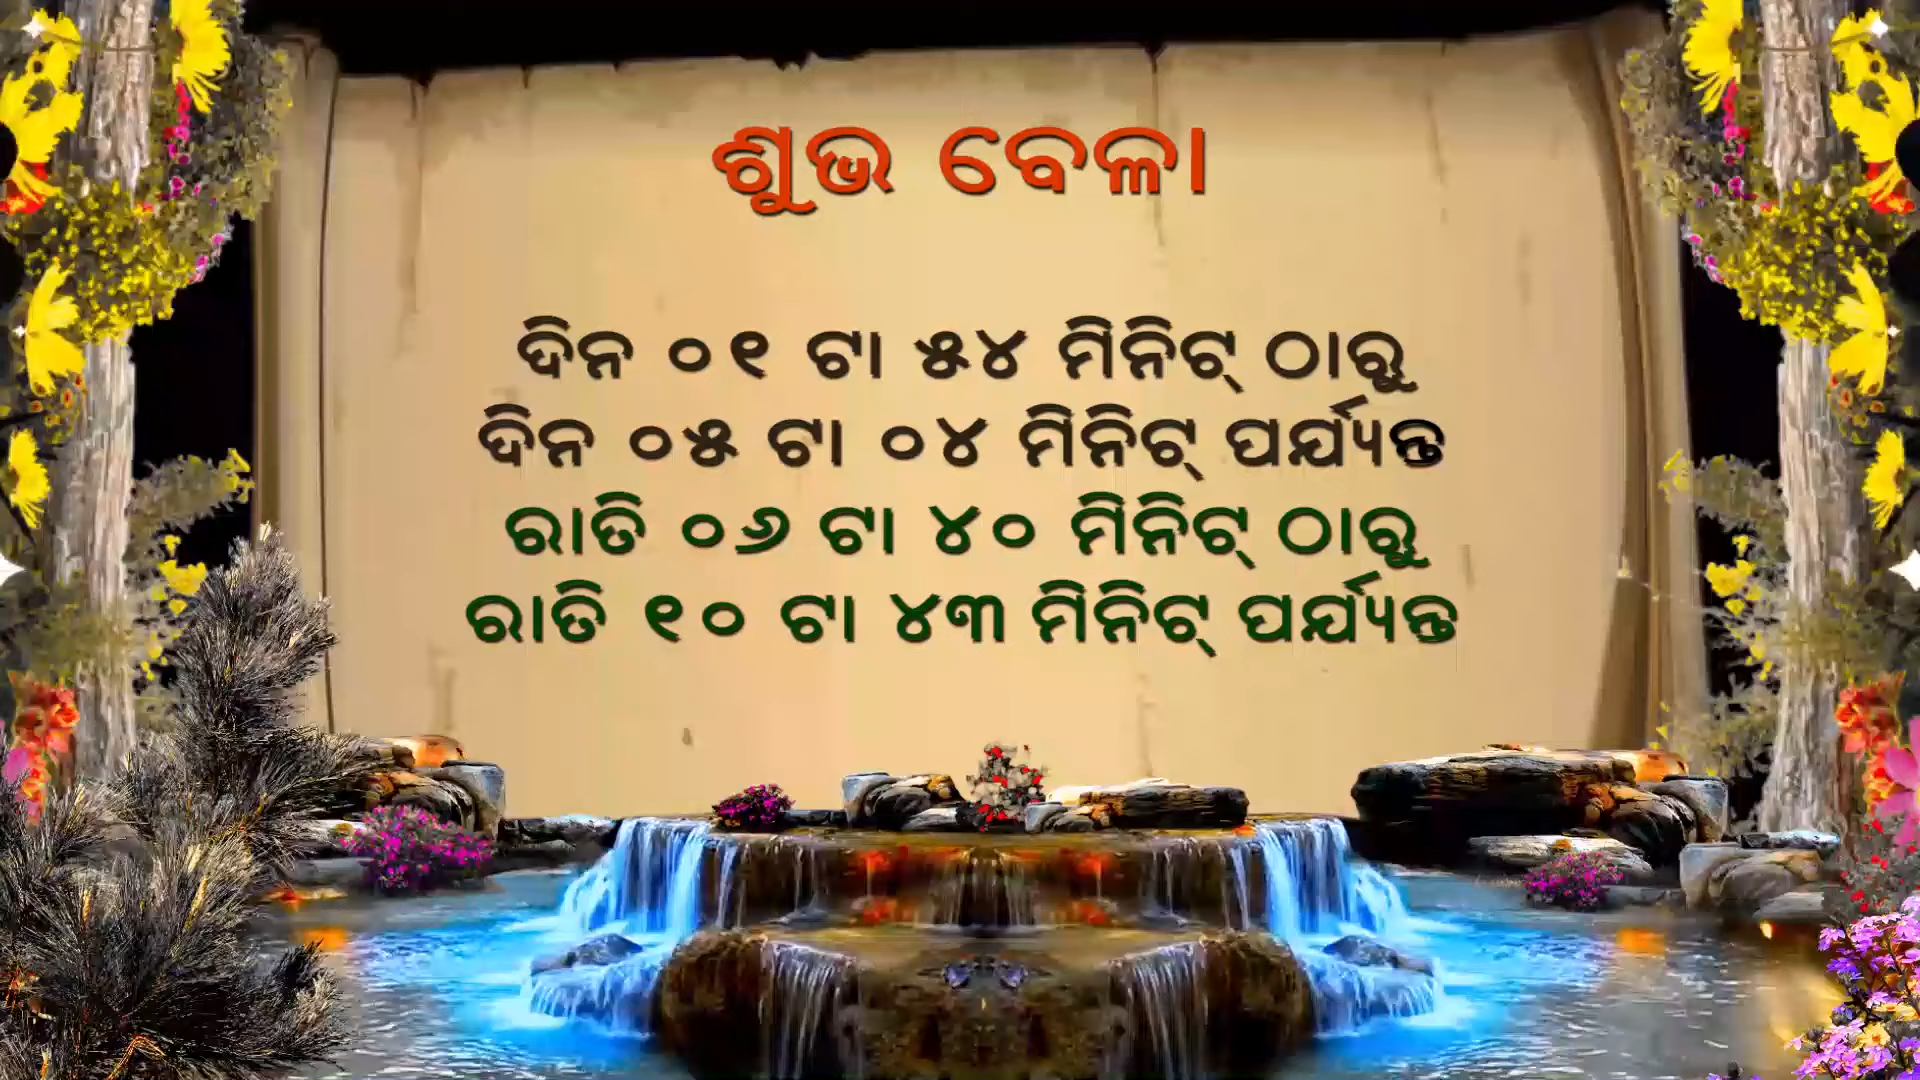 ଶୁଭ ବେଳା
ଦିନ ୦୧ ଟା ୫୪ ମିନିଟ୍ ଠାରୁ
ଦିନ ୦୫ ଟା ୦୪ ମିନିଟ୍ ପର୍ଯ୍ୟନ୍ତ
ରାତି ୦୬ ଟା ୪୦ ମିନିଟ୍ ଠାରୁ
ରାତି ୧୦ ଟା ୪୩ ମିନିଟ୍ ପର୍ଯ୍ୟନ୍ତ